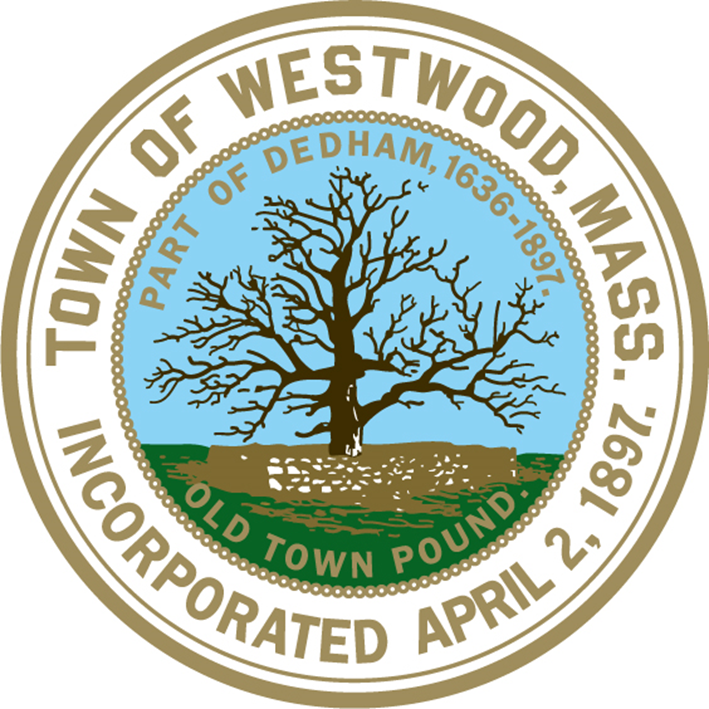 TOWN OF WESTWOOD, MASS.
INCORPORATED APRIL 2, 1897.
PART OF DEDHAM, 1636-1897.
OLD TOWN POUND.